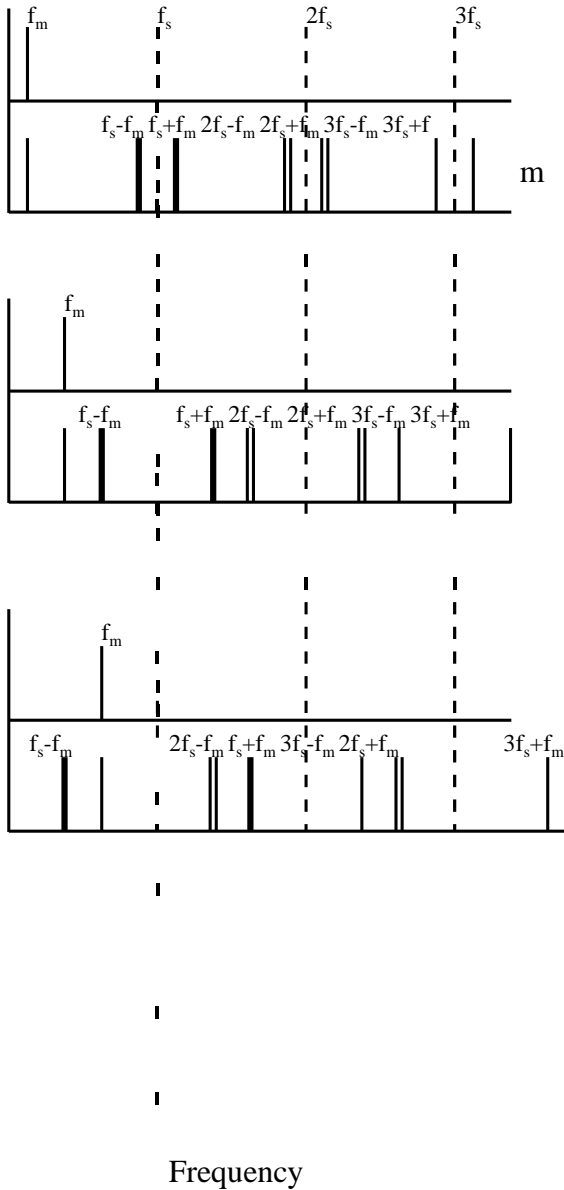 fₘ fₛ 2fₛ 3fₛ
fₛ-fₘ fₛ+fₘ 2fₛ-fₘ 2fₛ+fₘ 3fₛ-fₘ 3fₛ+f
m
fₘ
fₛ-fₘ fₛ+fₘ 2fₛ-fₘ 2fₛ+fₘ 3fₛ-fₘ 3fₛ+fₘ
fₘ
fₛ-fₘ 2fₛ-fₘ fₛ+fₘ 3fₛ-fₘ 2fₛ+fₘ 3fₛ+fₘ
Frequency